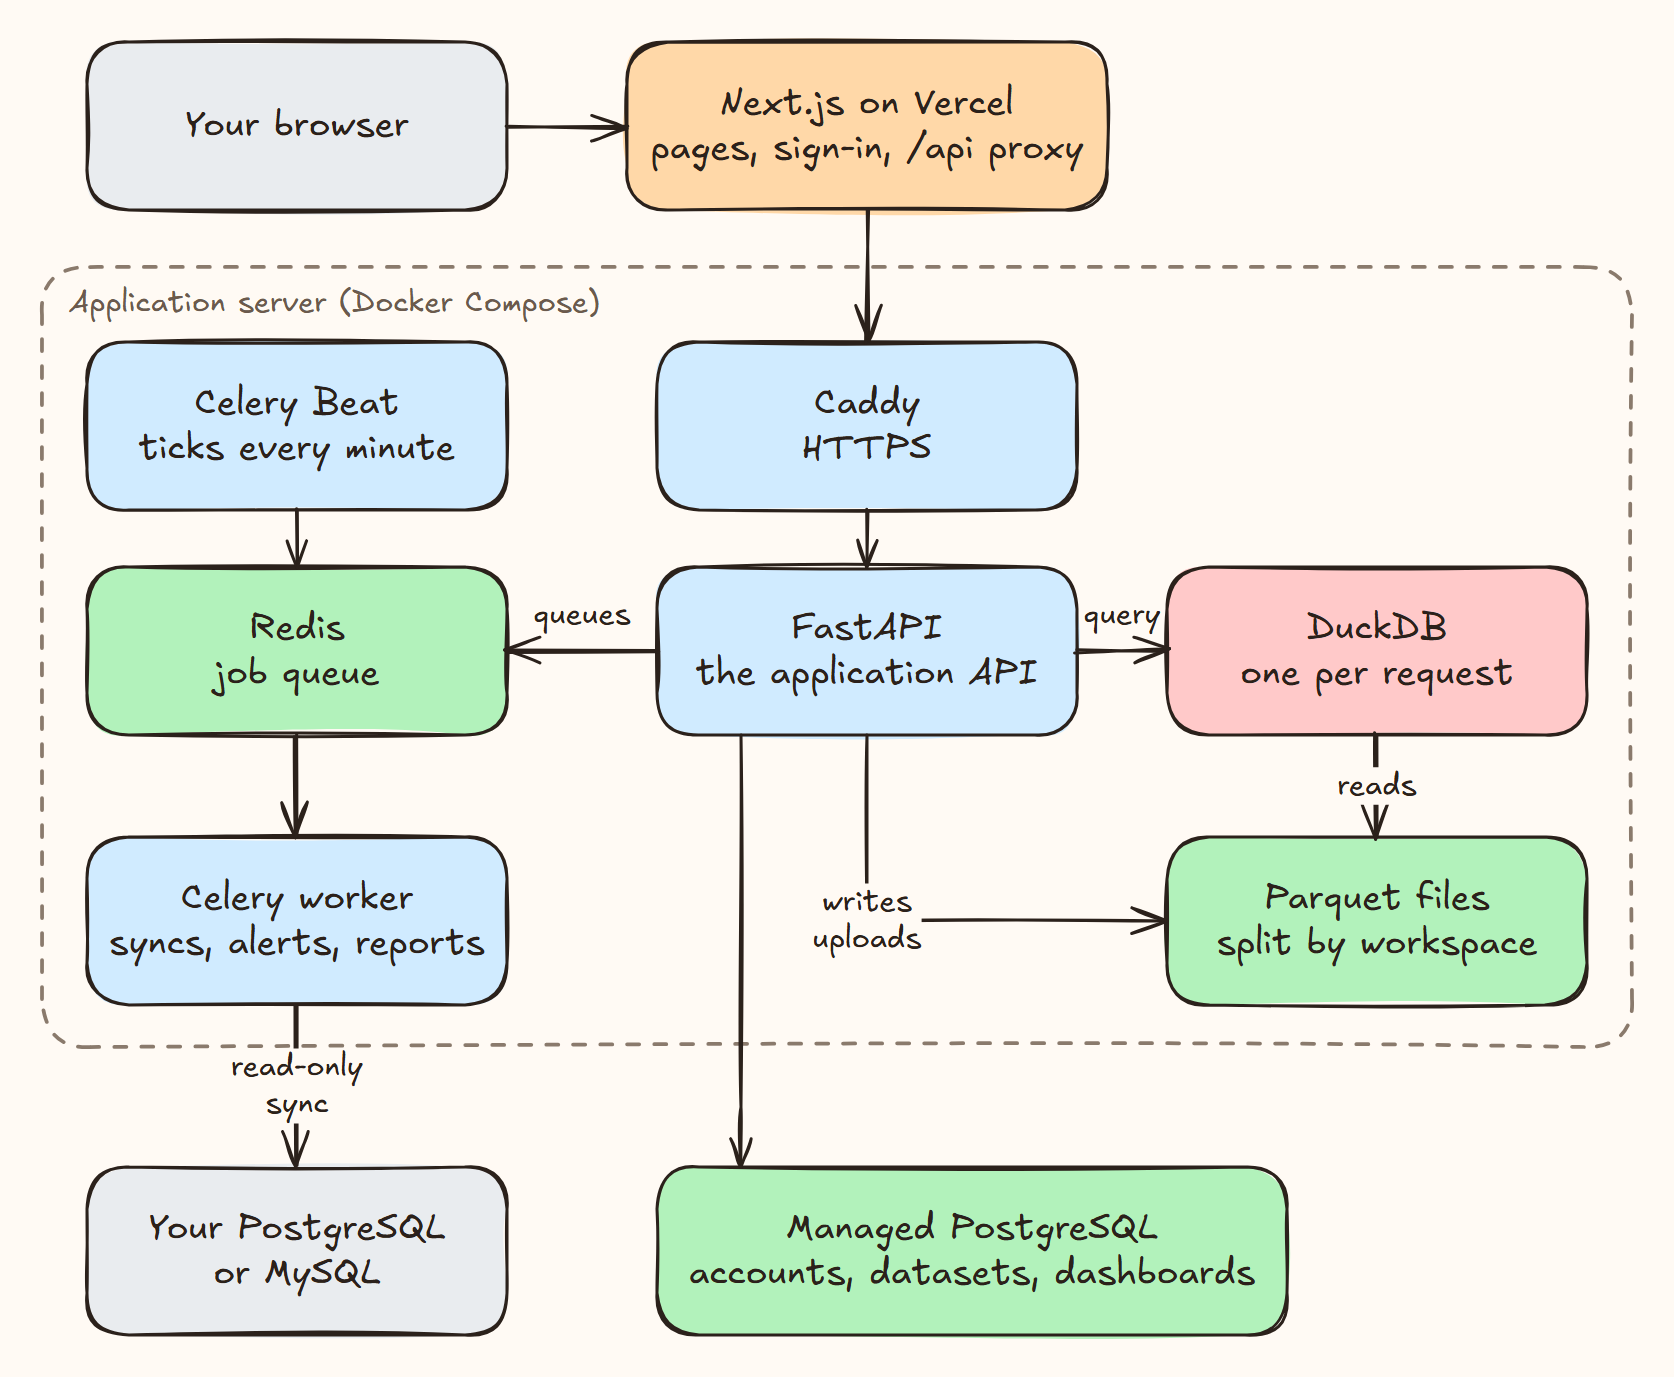 Your browser
Next.js on Vercel
pages, sign-in, /api proxy
Application server (Docker Compose)
Celery Beat
ticks every minute
Caddy
HTTPS
Redis
job queue
queues
FastAPI
the application API
query
DuckDB
one per request
reads
Celery worker
syncs, alerts, reports
writes
uploads
Parquet files
split by workspace
read-only
sync
Your PostgreSQL
or MySQL
Managed PostgreSQL
accounts, datasets, dashboards